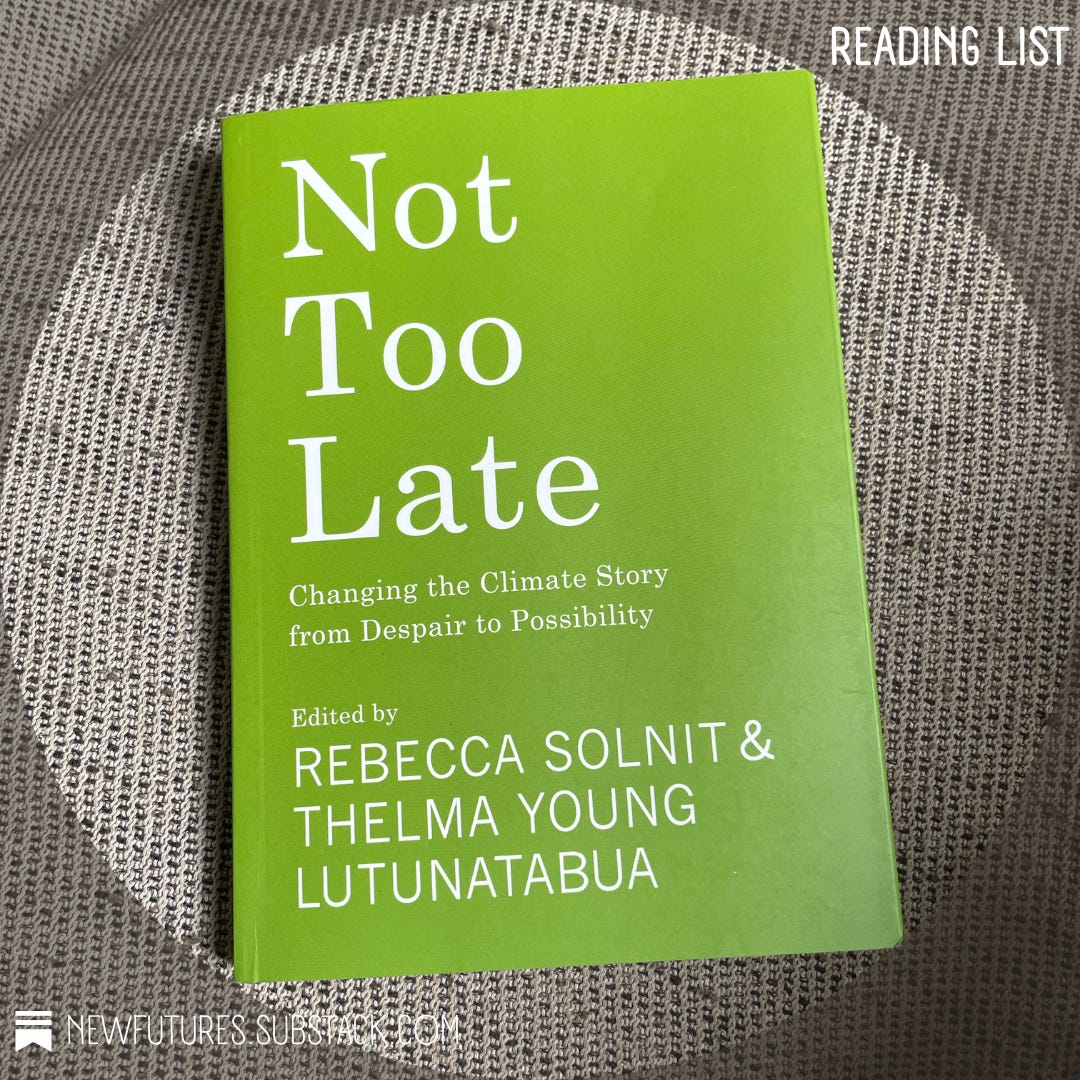 READING LIST
Not
Too
Late
Changing the Climate Story
from Despair to Possibility
Edited by
REBECCA SOLNIT &
THELMA YOUNG
LUTUNATABUA
NEWFUTURES.SUBSTACK.COM